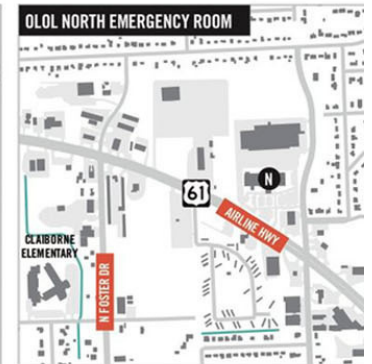 OLOL NORTH EMERGENCY ROOM
61
N
AIRLINE HWY
CLAIBORNE
ELEMENTARY
N FOSTER DR